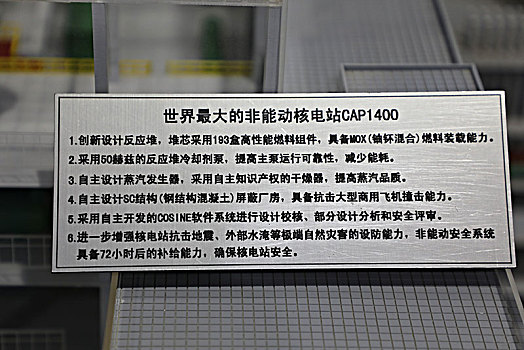 世界最大的非能动核电站CAP1400
1.创新设计反应堆，堆芯采用193盒高性能燃料组件，具备MOX(铀钚混合)燃料装载能力。
2.采用50赫兹的反应堆冷却剂泵，提高主泵运行可靠性，减少能耗。
3.自主设计蒸汽发生器，采用自主知识产权的干燥器，提高蒸汽品质。
4.自主设计SC结构(钢结构混凝土)屏蔽厂房，具备抗击大型商用飞机撞击能力。
5.采用自主开发的COSINE软件系统进行设计校核、部分设计分析和安全评审。
6.进一步增强核电站抗击地震、外部水淹等极端自然灾害的设防能力，非能动安全系统
具备72小时后的补给能力，确保核电站安全。